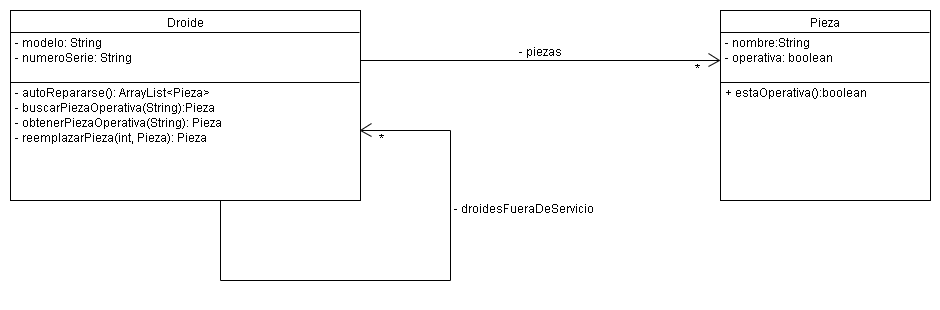 Droide
- modelo: String
- numeroSerie: String
- autoRepararse(): ArrayList<Pieza>
- buscarPiezaOperativa(String):Pieza
- obtenerPiezaOperativa(String): Pieza
- reemplazarPieza(int, Pieza): Pieza
- piezas
*
Pieza
- nombre:String
- operativa: boolean
+ estaOperativa():boolean
*
- droidesFueraDeServicio